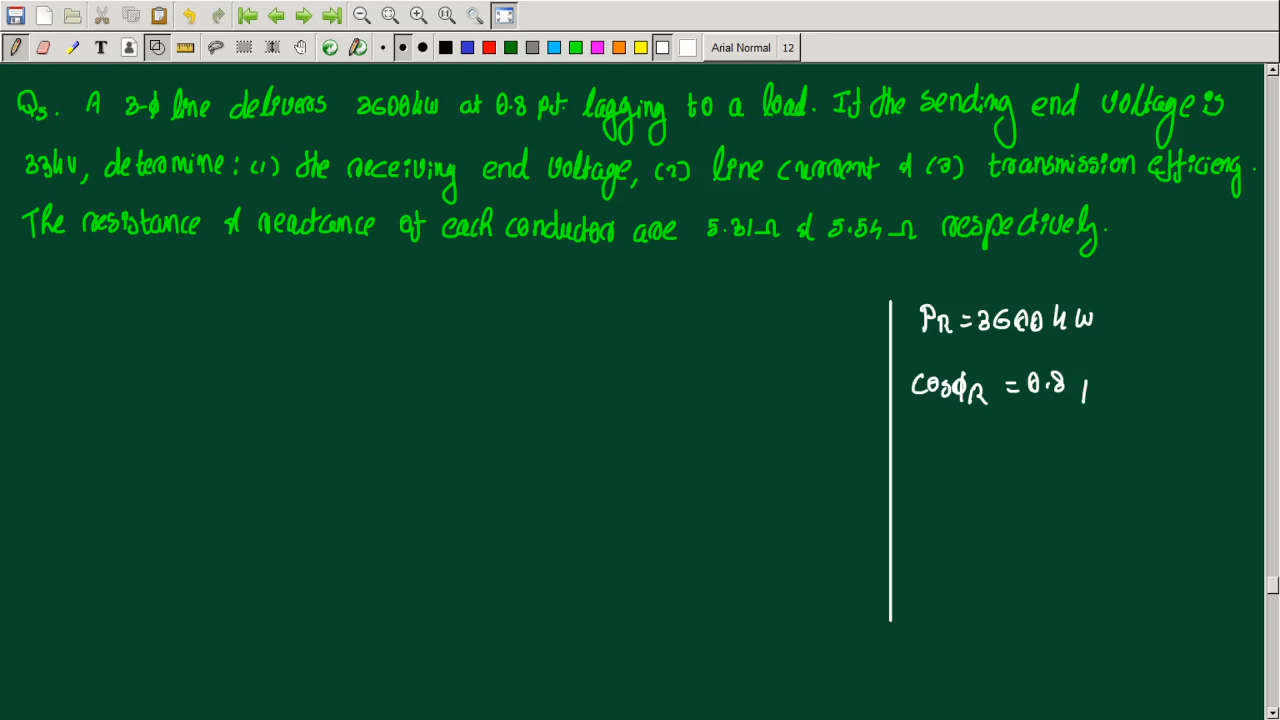 Arial Normal 12
Q5. A 3-ϕ line delivers 3600kW at 0.8 p.f. lagging to a load. If the sending end voltage is
33kV, determine: (1) the receiving end voltage, (2) line current & (3) transmission efficiency.
The resistance & reactance of each conductor are 5.31Ω & 5.54Ω respectively.
PR = 3600 kW
cosϕR = 0.8